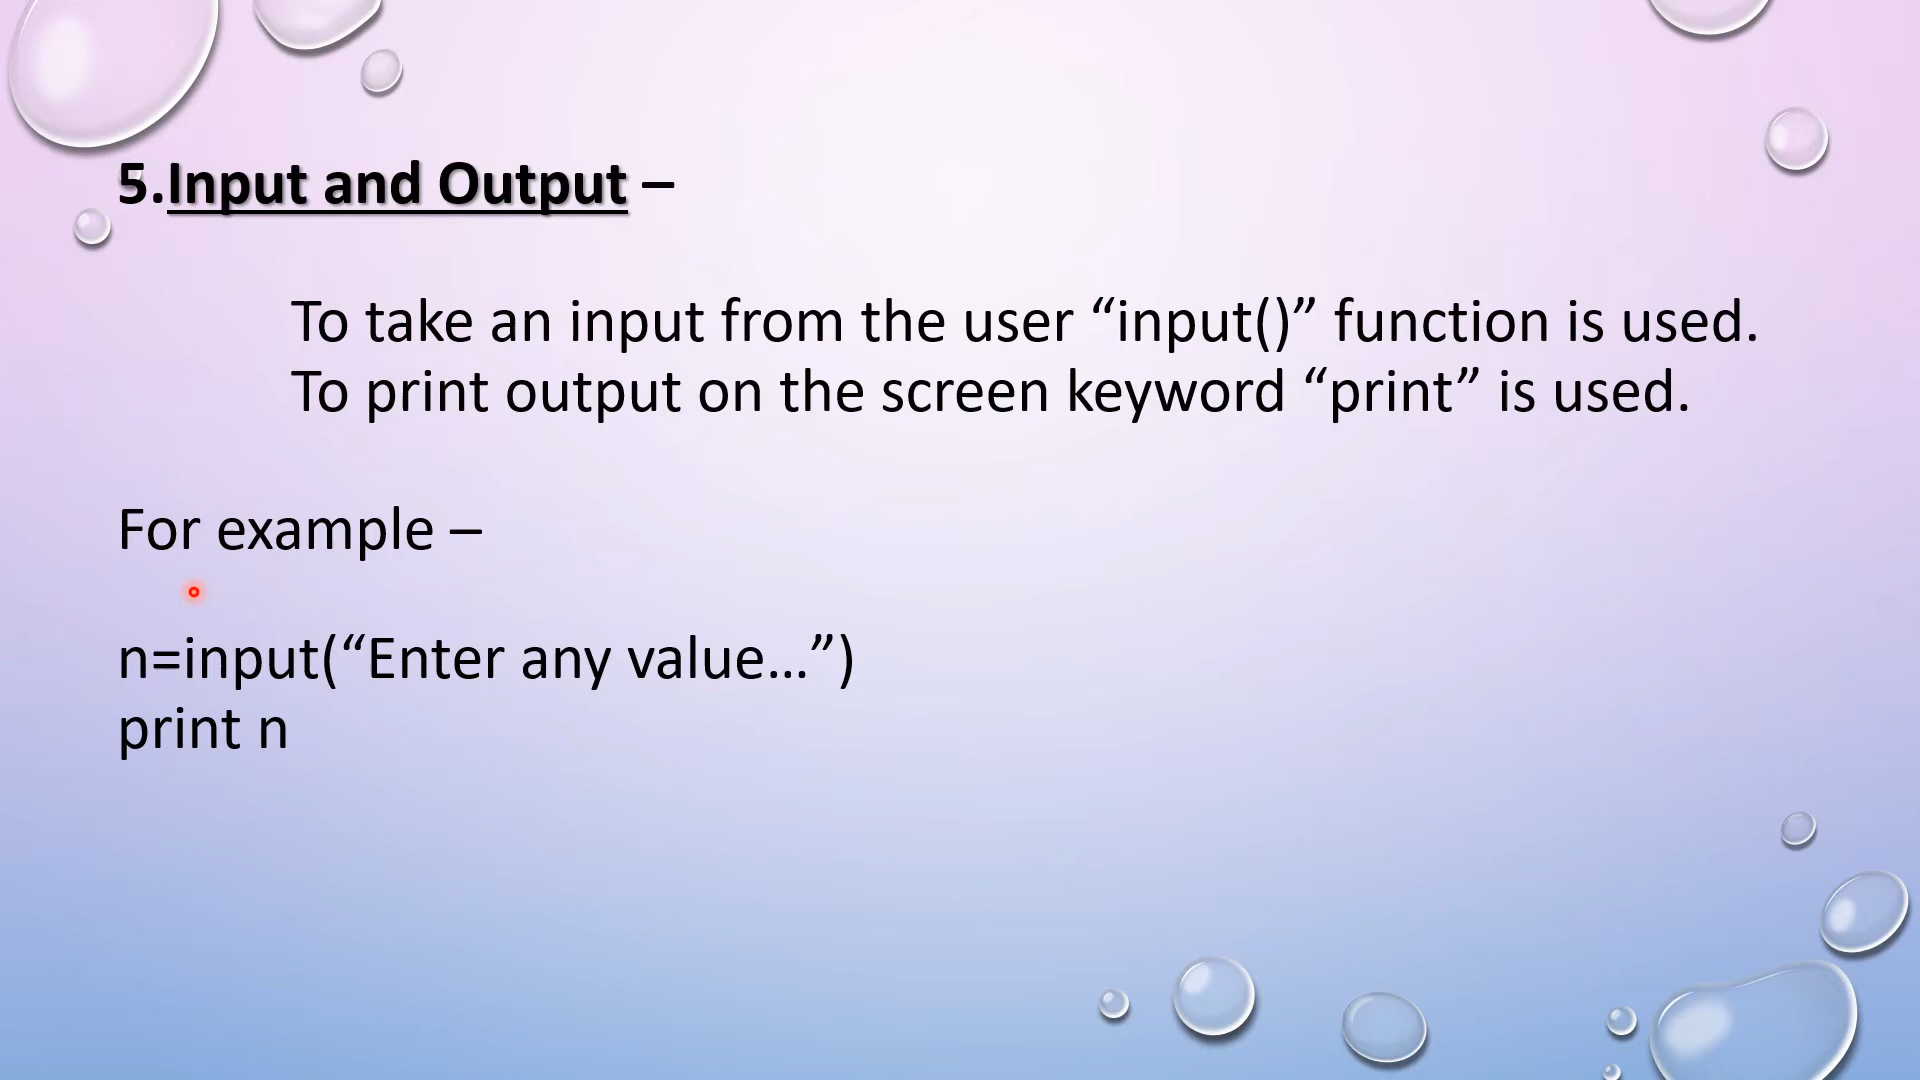 5.Input and Output –
To take an input from the user “input()” function is used.
To print output on the screen keyword “print” is used.
For example –
n=input(“Enter any value…”)
print n